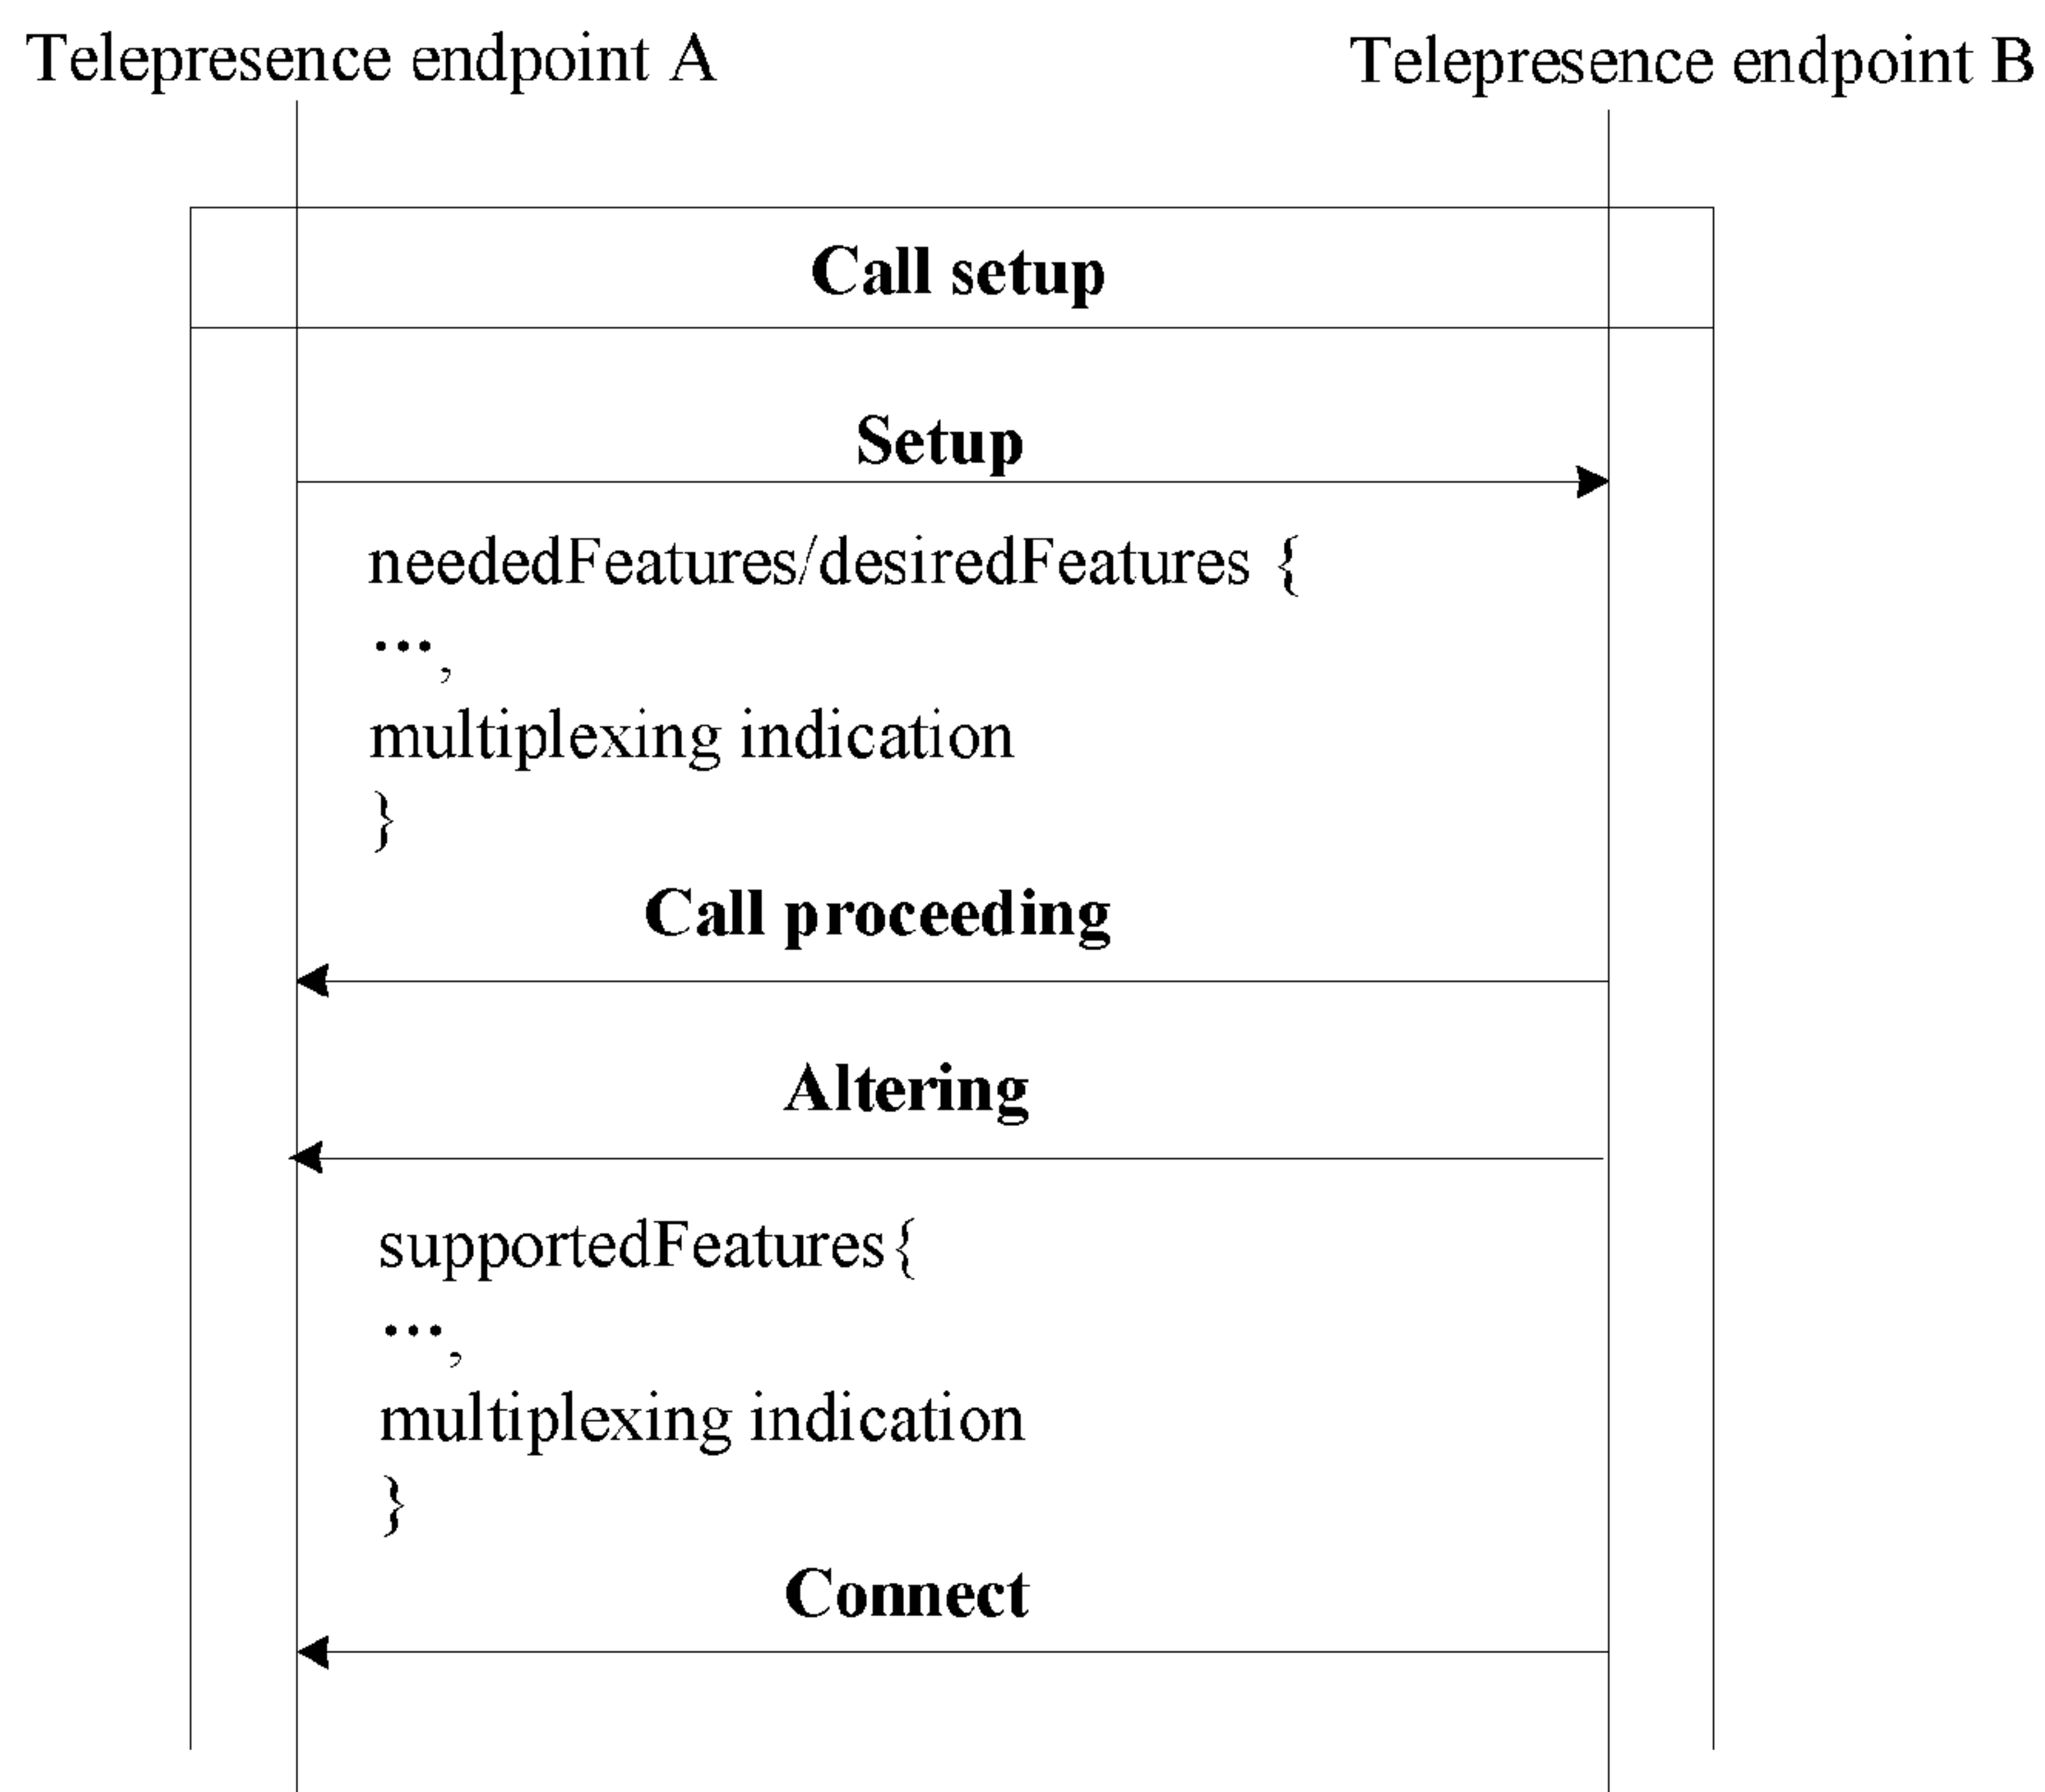 Telepresence endpoint A
Telepresence endpoint B
Call setup
Setup
neededFeatures/desiredFeatures {
···,
multiplexing indication
}
Call proceeding
Altering
supportedFeatures{
···,
multiplexing indication
}
Connect